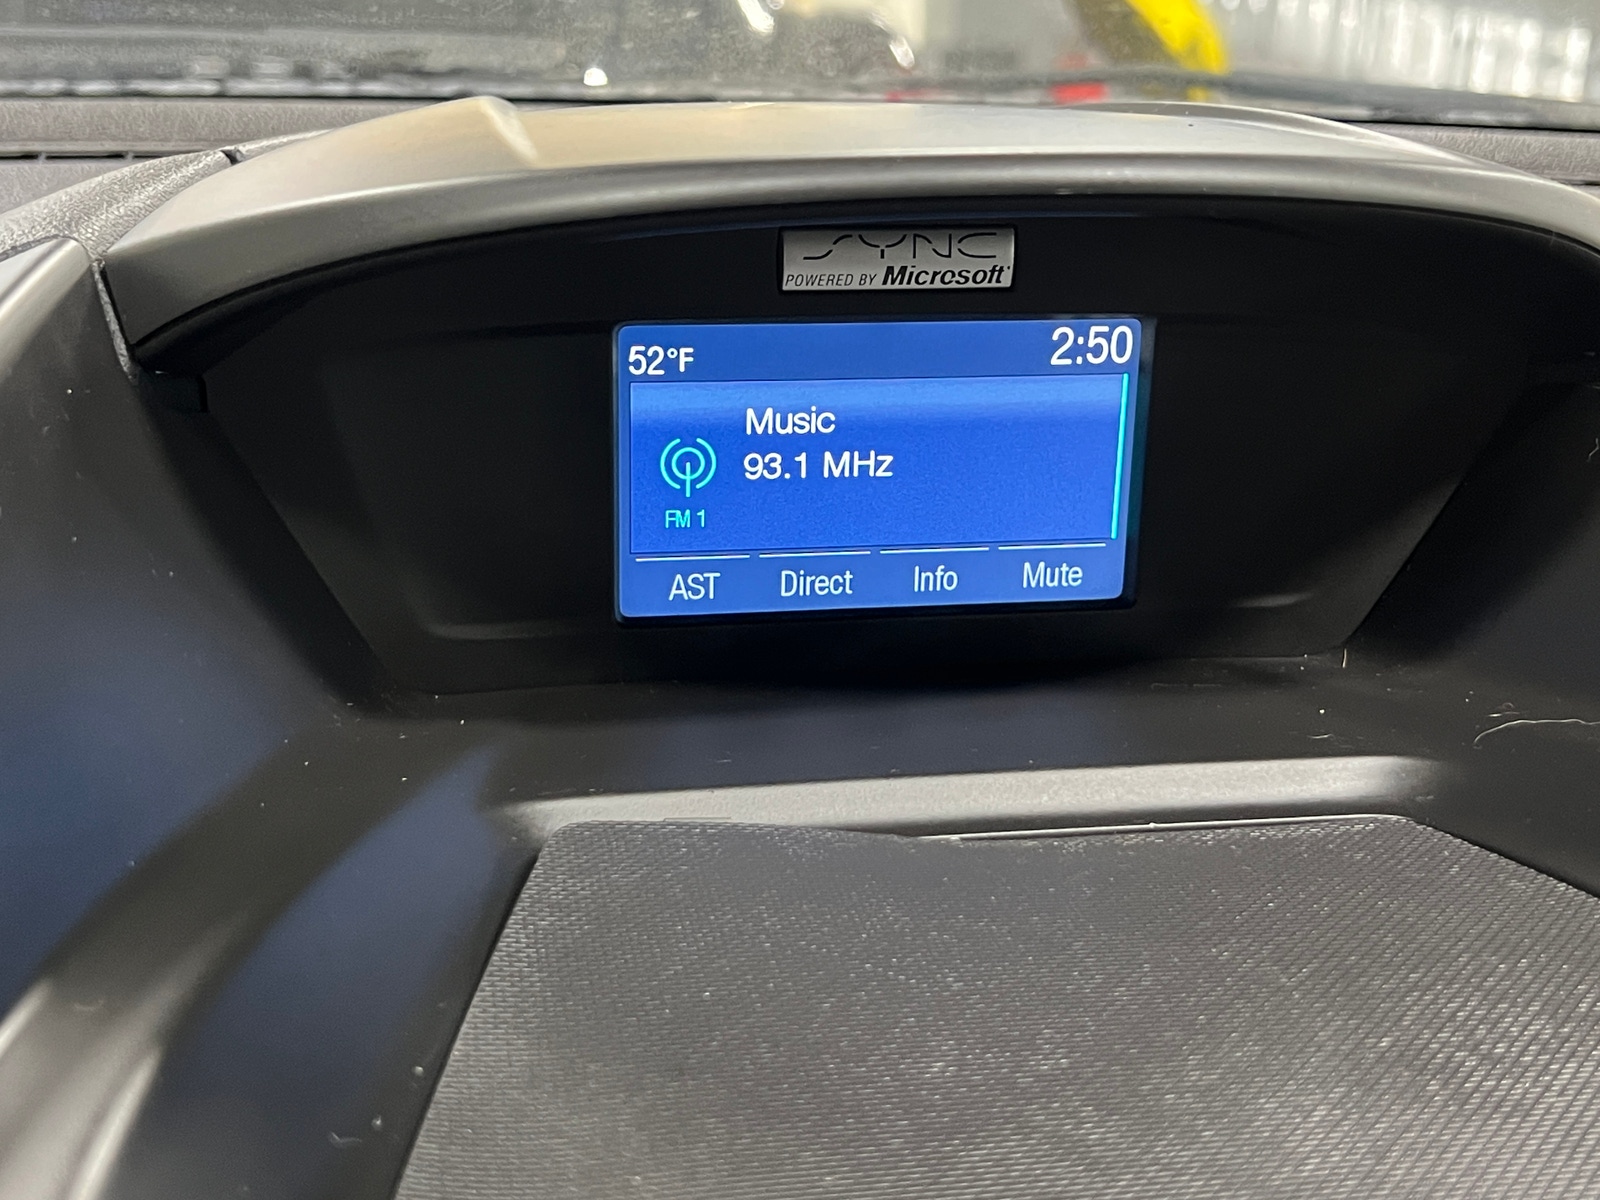 SYNC
POWERED BY Microsoft
52°F 2:50
Music
93.1 MHz
FM 1
AST Direct Info Mute